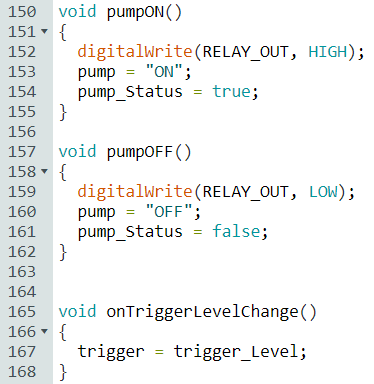 150 void pumpON()
151 {
152   digitalWrite(RELAY_OUT, HIGH);
153   pump = "ON";
154   pump_Status = true;
155 }
156
157 void pumpOFF()
158 {
159   digitalWrite(RELAY_OUT, LOW);
160   pump = "OFF";
161   pump_Status = false;
162 }
163
164
165 void onTriggerLevelChange()
166 {
167   trigger = trigger_Level;
168 }